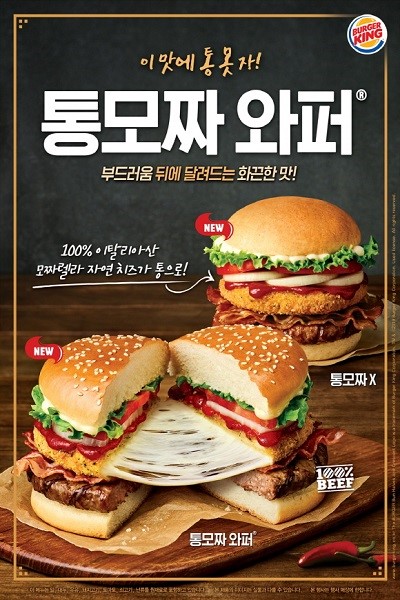 BURGER KING
이 맛에 통 못 자!
통모짜 와퍼®
부드러움 뒤에 달려드는 화끈한 맛!
NEW
100% 이탈리아산
모짜렐라 자연 치즈가 통으로!
NEW
통모짜 X
100% BEEF
통모짜 와퍼®